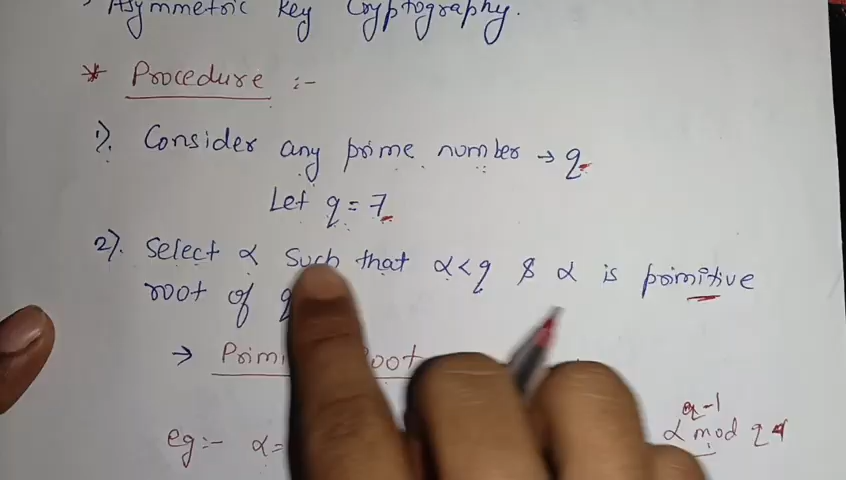 Asymmetric Key Cryptography.
* Procedure :-
1). Consider any prime number → q
Let q = 7
2). Select α Such that α < q & α is primitive
root of q
→ Root
α^q-1 mod q
eg:- α =